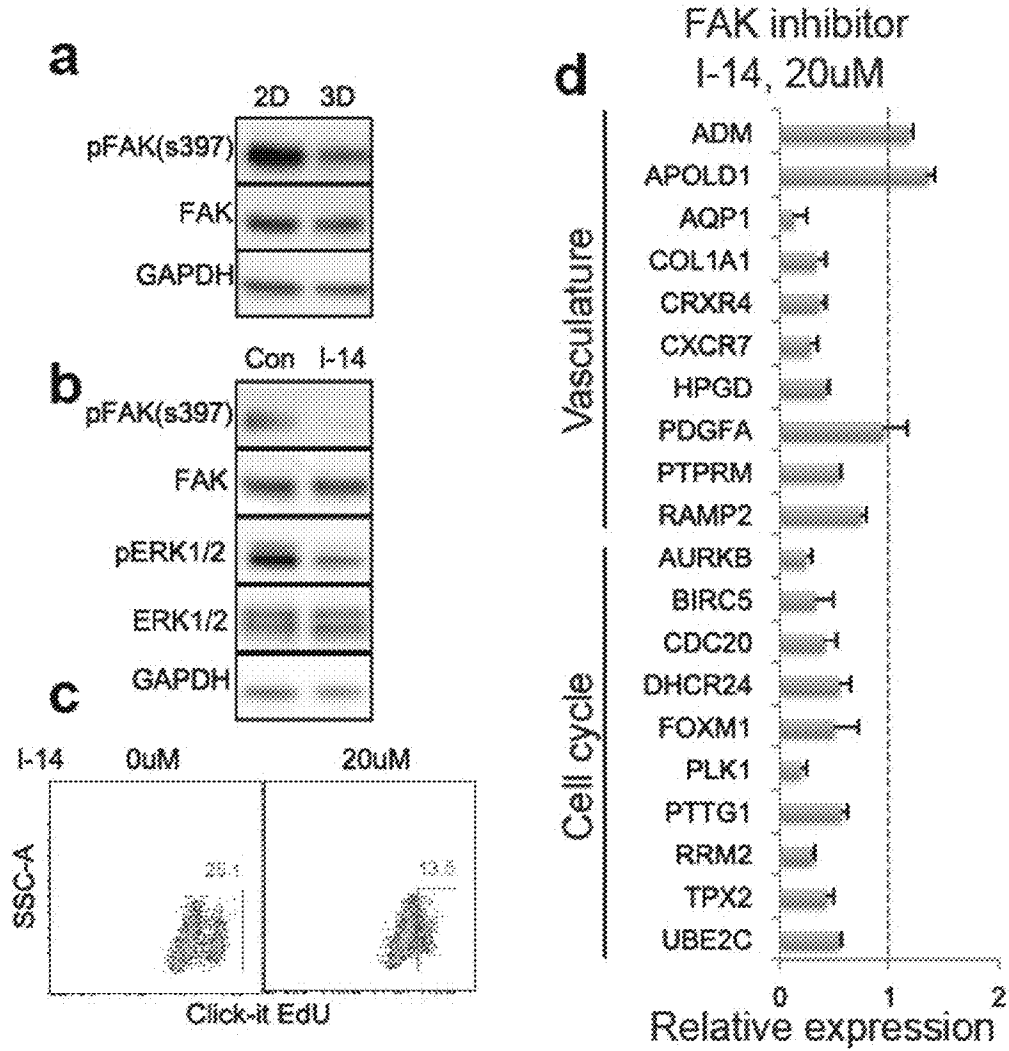 a
2D 3D
pFAK(s397)
FAK
GAPDH
b
Con I-14
pFAK(s397)
FAK
pERK1/2
ERK1/2
GAPDH
c
I-14 0uM 20uM
SSC-A
13.5
Click-it EdU
d
FAK inhibitor
I-14, 20uM
Vasculature
ADM
APOLD1
AQP1
COL1A1
CRXR4
CXCR7
HPGD
PDGFA
PTPRM
RAMP2
Cell cycle
AURKB
BIRC5
CDC20
DHCR24
FOXM1
PLK1
PTTG1
RRM2
TPX2
UBE2C
0 1 2
Relative expression